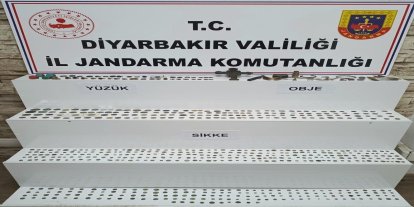 T.C.
DİYARBAKIR VALİLİĞİ
İL JANDARMA KOMUTANLIĞI
YÜZÜK
OBJE
SİKKE